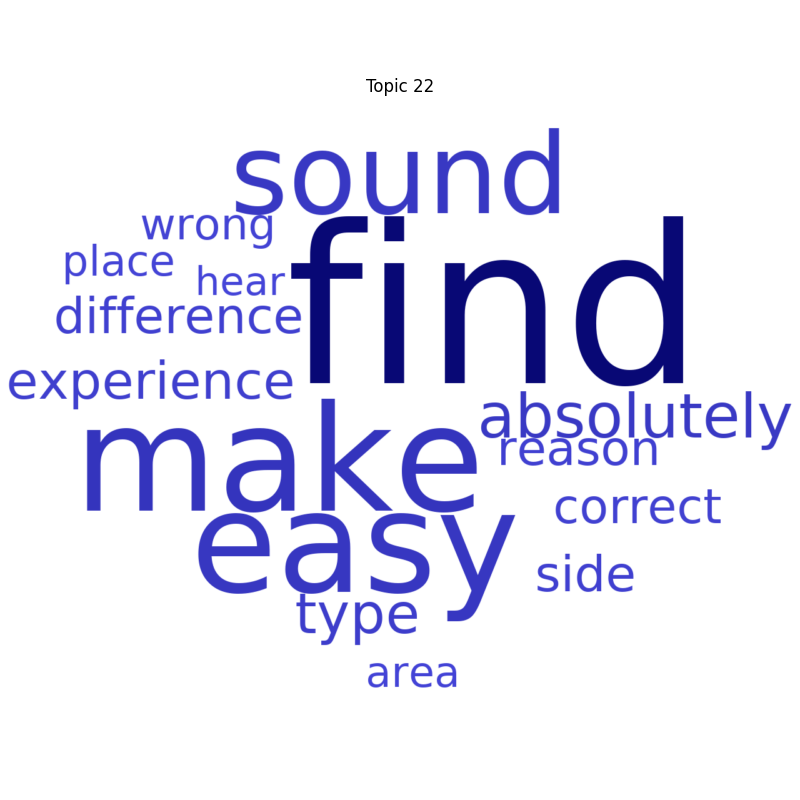 Topic 22
sound
wrong
find
place
hear
difference
experience
absolutely
make
reason
correct
easy
side
type
area